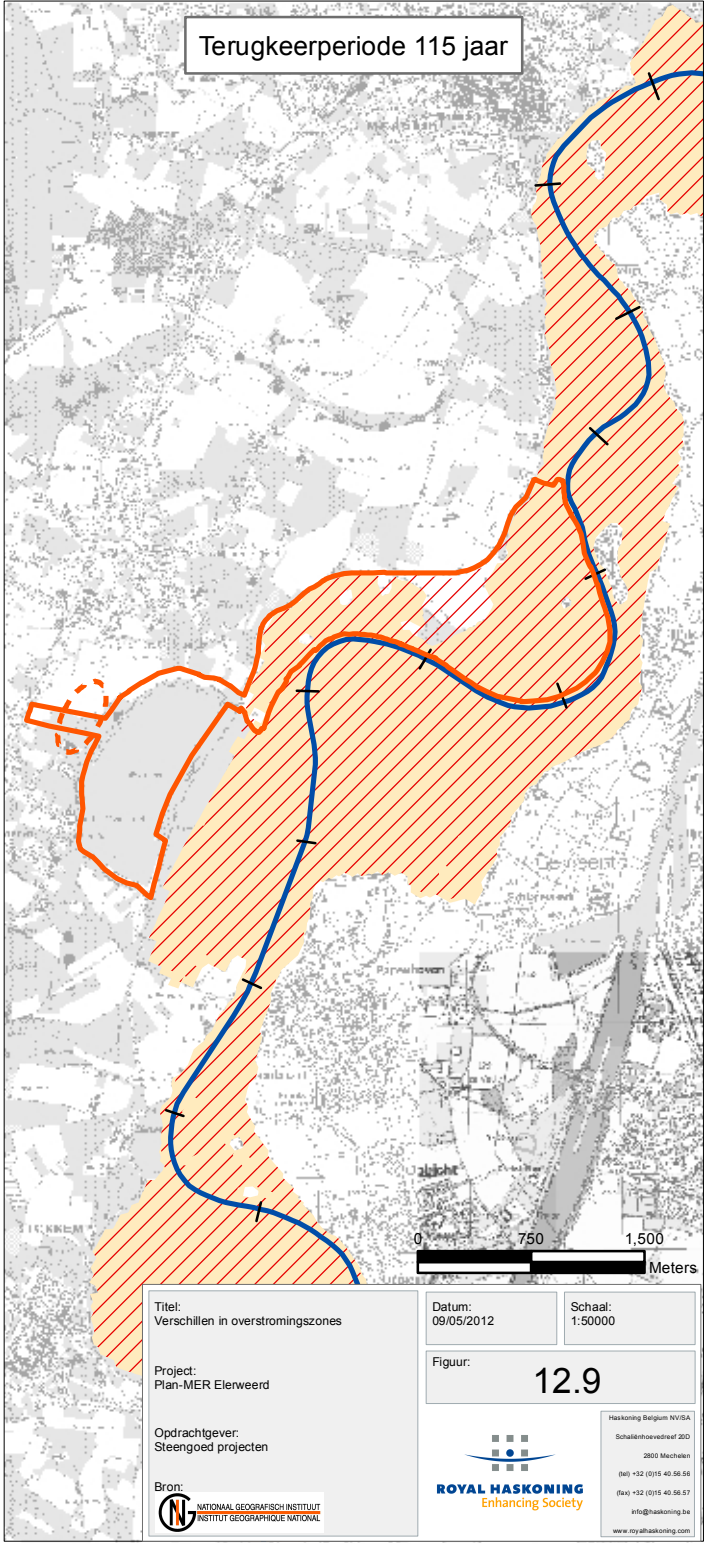 Terugkeerperiode 115 jaar
0 750 1,500
Meters
Titel:
Verschillen in overstromingszones
Project:
Plan-MER Elerweerd
Opdrachtgever:
Steengoed projecten
Bron:
NATIONAAL GEOGRAFISCH INSTITUUT
INSTITUT GEOGRAPHIQUE NATIONAL
Datum:
09/05/2012
Schaal:
1:50000
Figuur:
12.9
ROYAL HASKONING
Enhancing Society
Haskoning Belgium NV/SA
Schaliënhoevedreef 20D
2800 Mechelen
(tel) +32 (0)15 40.56.56
(fax) +32 (0)15 40.56.57
info@haskoning.be
www.royalhaskoning.com